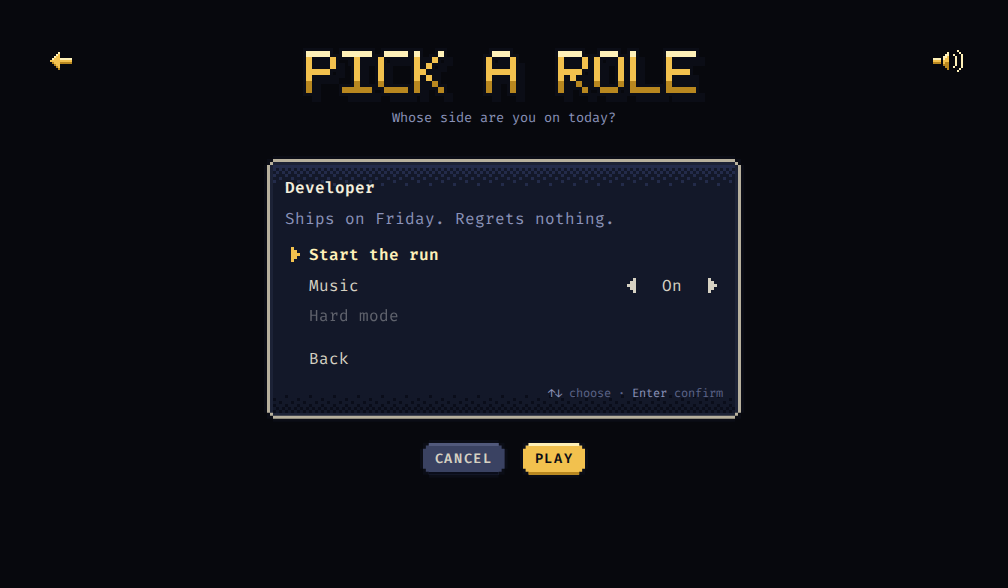 PICK A ROLE
Whose side are you on today?
Developer
Ships on Friday. Regrets nothing.
Start the run
Music On
Hard mode
Back
↑↓ choose · Enter confirm
CANCEL PLAY